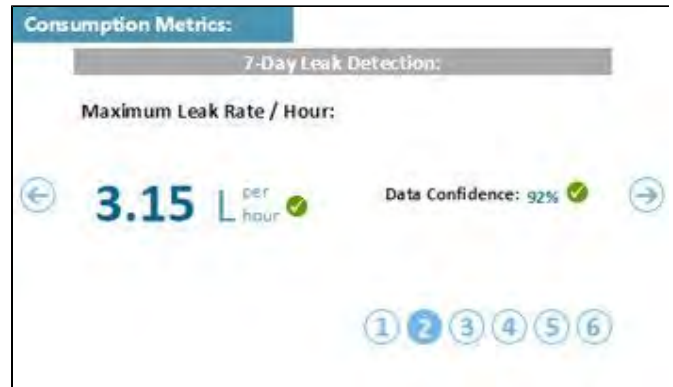 Consumption Metrics:
7-Day Leak Detection:
Maximum Leak Rate / Hour:
3.15 L per hour
Data Confidence: 92%
1 2 3 4 5 6